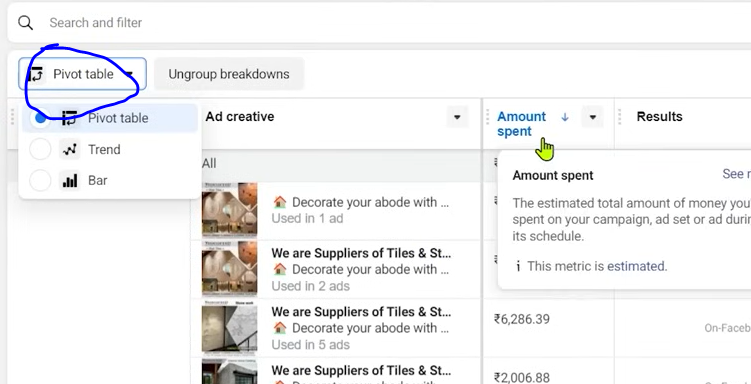 Search and filter
Pivot table
Ungroup breakdowns
Pivot table
Trend
Bar
Ad creative
Amount
spent
Results
All
Amount spent
See
The estimated total amount of money you
spent on your campaign, ad set or ad
its schedule.
This metric is estimated.
Decorate your abode with ...
Used in 1 ad
We are Suppliers of Tiles & St...
Decorate your abode with ...
Used in 2 ads
We are Suppliers of Tiles & St...
Decorate your abode with ...
Used in 5 ads
₹6,286.39
We are Suppliers of Tiles & St...
Decorate your abode with ...
₹2,006.88